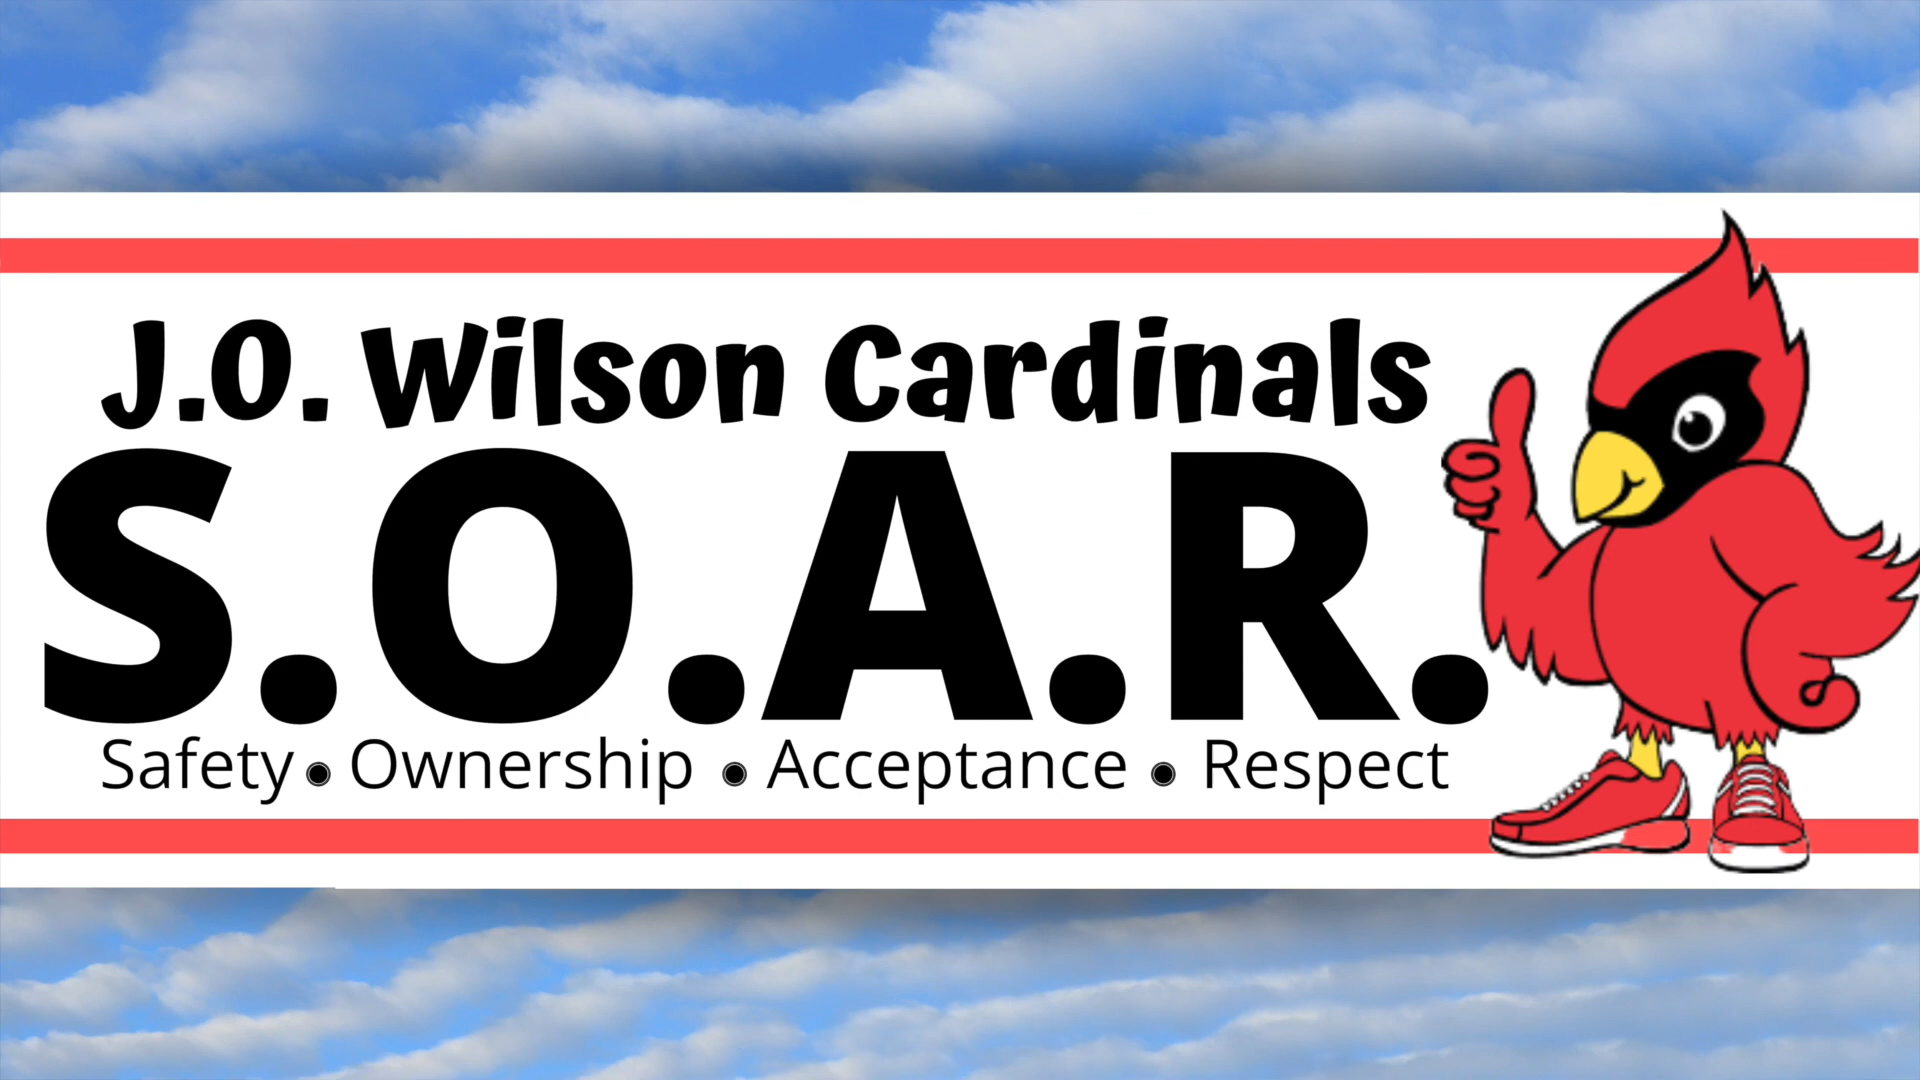 J.O. Wilson Cardinals
S.O.A.R.
Safety • Ownership • Acceptance • Respect